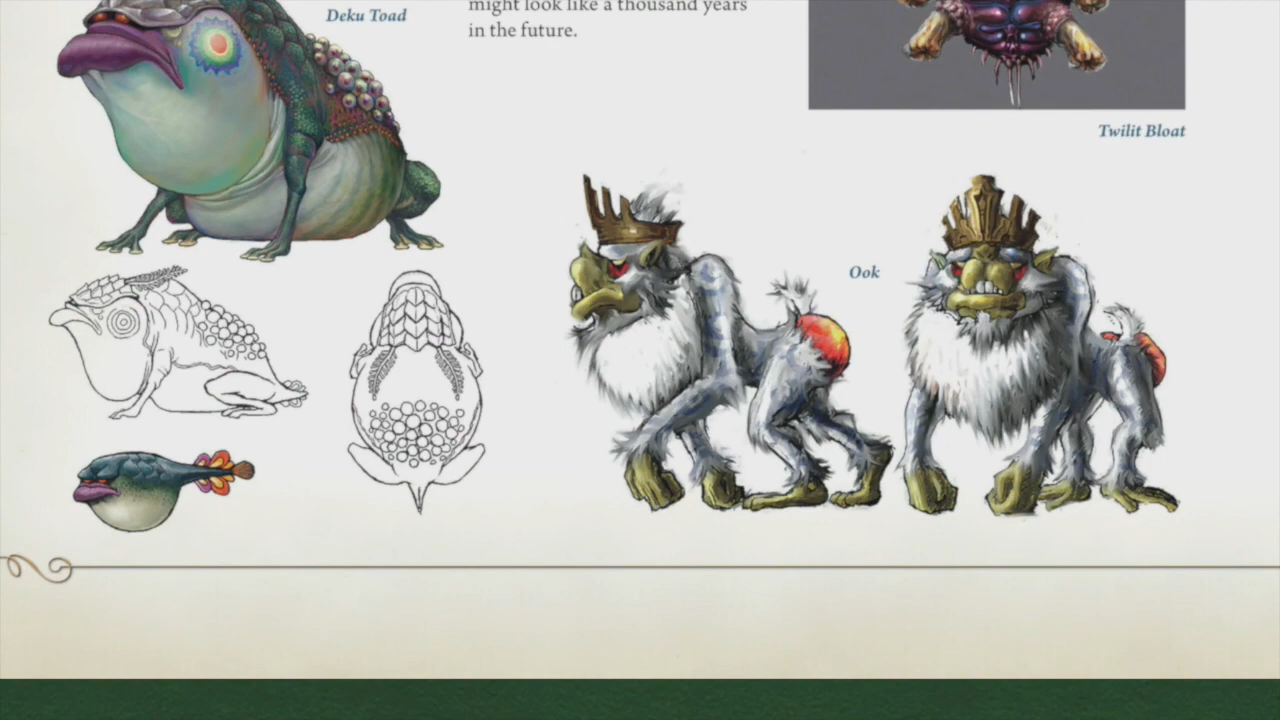 Deku Toad
might look like a thousand years
in the future.
Twilit Bloat
Ook